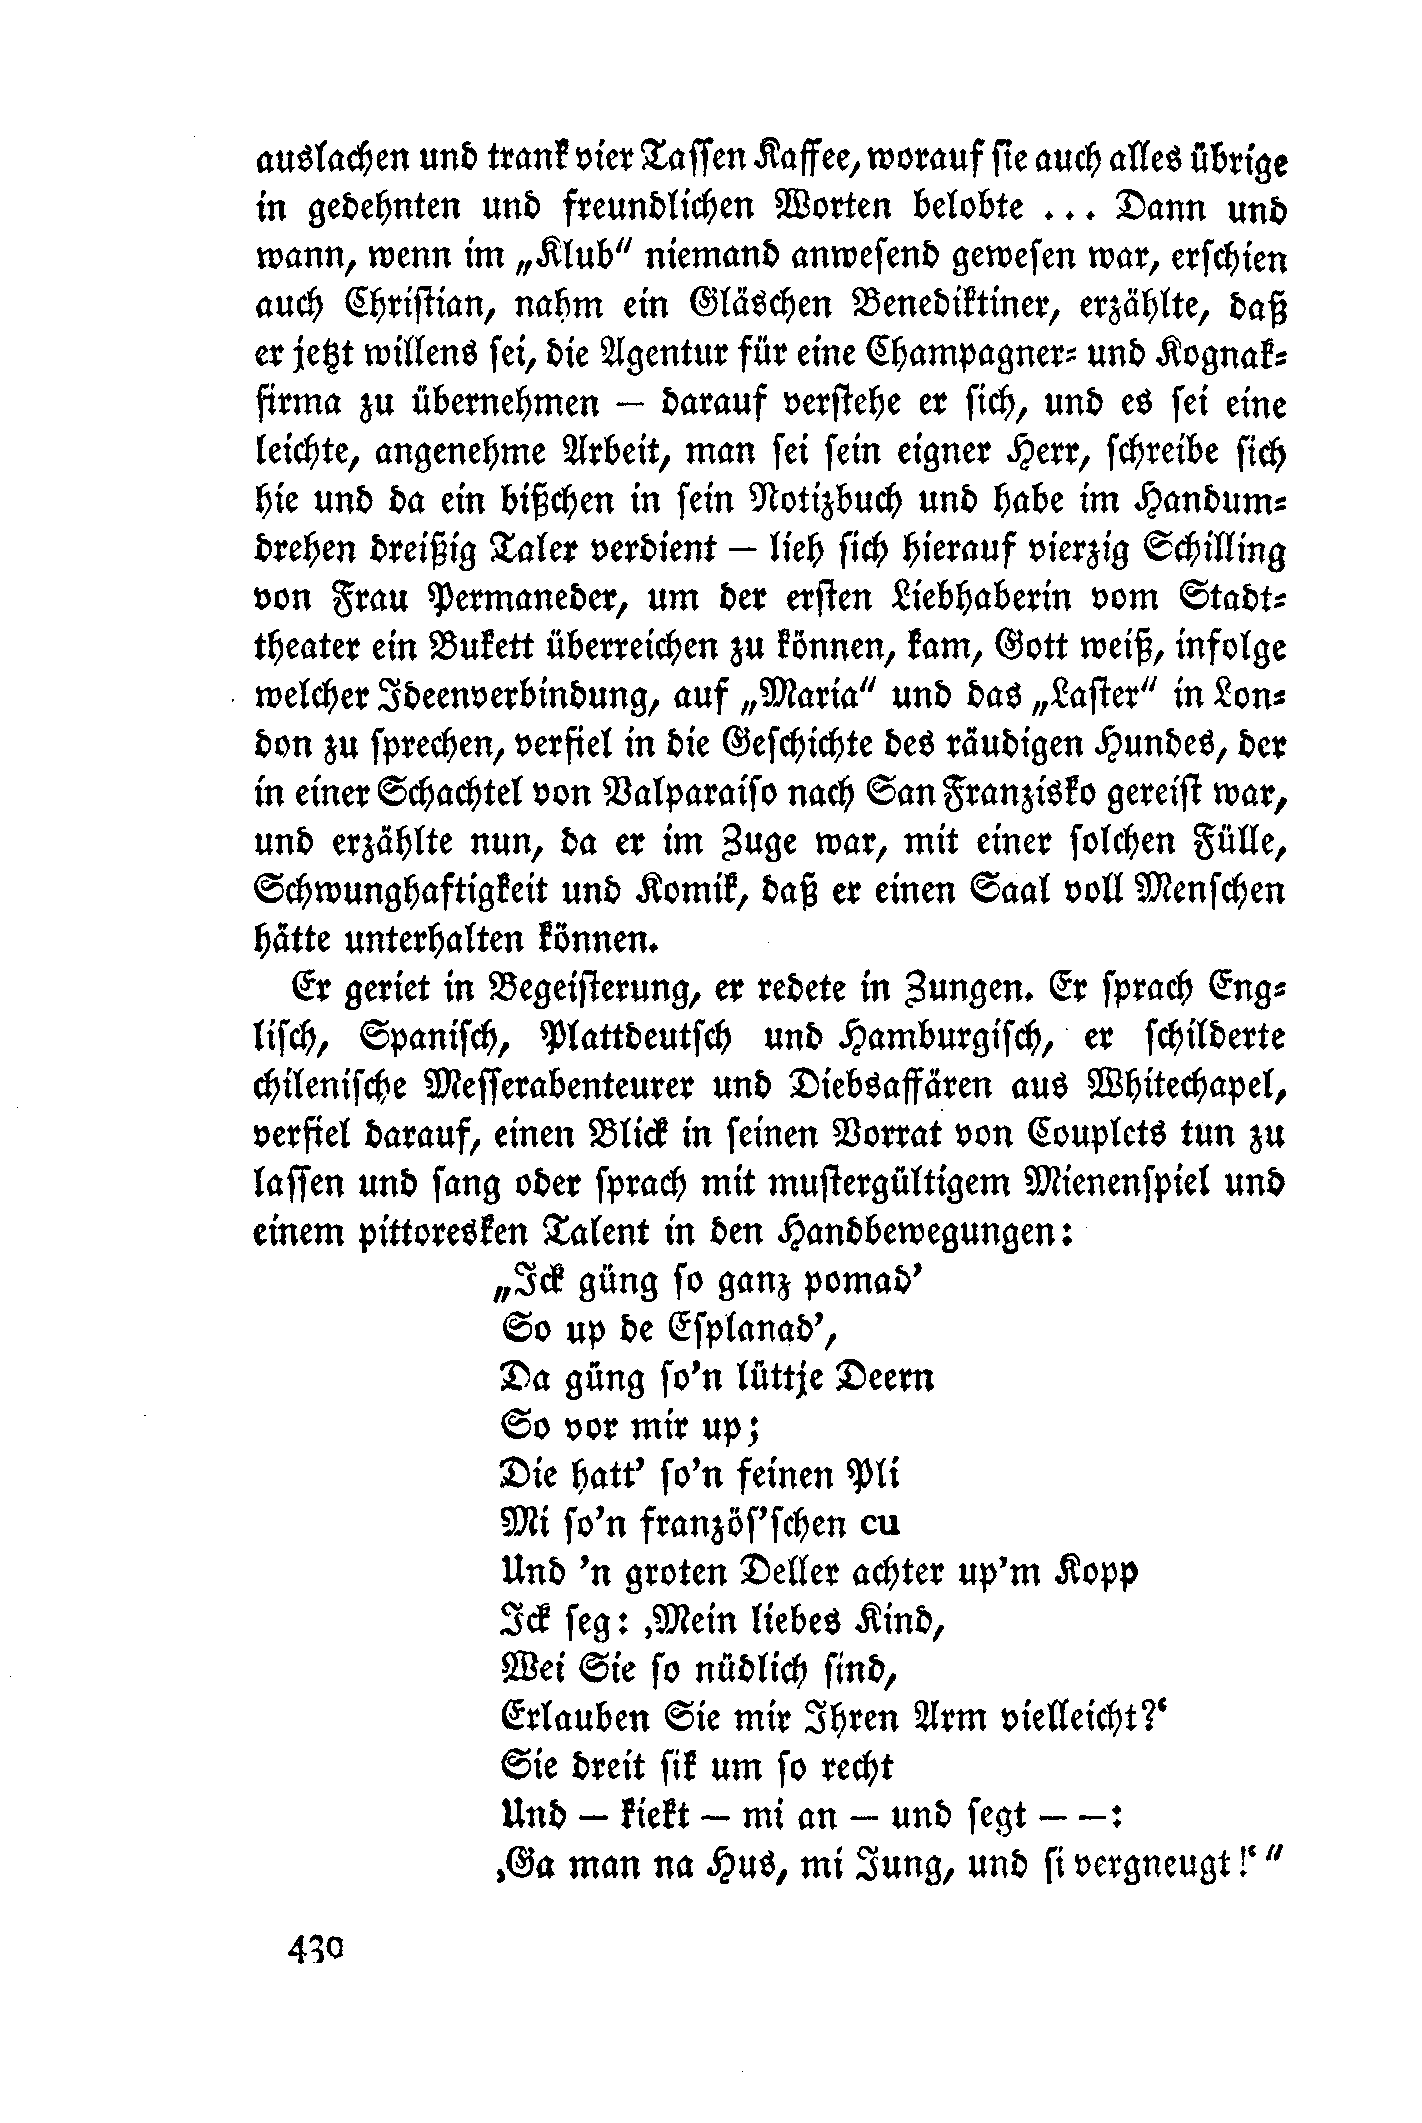 auslachen und trank vier Tassen Kaffee, worauf sie auch alles übrige
in gedehnten und freundlichen Worten belobte ... Dann und
wann, wenn im „Klub“ niemand anwesend gewesen war, erschien
auch Christian, nahm ein Gläschen Benediktiner, erzählte, daß
er jetzt willens sei, die Agentur für eine Champagner- und Kognak-
firma zu übernehmen — darauf verstehe er sich, und es sei eine
leichte, angenehme Arbeit, man sei sein eigner Herr, schreibe sich
hie und da ein bißchen in sein Notizbuch und habe im Handum-
drehen dreißig Taler verdient — lieh sich hierauf vierzig Schilling
von Frau Permaneder, um der ersten Liebhaberin vom Stadt-
theater ein Bukett überreichen zu können, kam, Gott weiß, infolge
welcher Ideenverbindung, auf „Maria“ und das „Laster“ in Lon-
don zu sprechen, verfiel in die Geschichte des räudigen Hundes, der
in einer Schachtel von Valparaiso nach San Franzisko gereist war,
und erzählte nun, da er im Zuge war, mit einer solchen Fülle,
Schwunghaftigkeit und Komik, daß er einen Saal voll Menschen
hätte unterhalten können.
Er geriet in Begeisterung, er redete in Zungen. Er sprach Eng-
lisch, Spanisch, Plattdeutsch und Hamburgisch, er schilderte
chilenische Messerabenteurer und Diebsaffären aus Whitechapel,
verfiel darauf, einen Blick in seinen Vorrat von Couplets tun zu
lassen und sang oder sprach mit mustergültigem Mienenspiel und
einem pittoresken Talent in den Handbewegungen:
„Ick güng so ganz pomad’
So up de Esplanad’,
Da güng so’n lüttje Deern
So vor mir up;
Die hatt’ so’n feinen Pli
Mi so’n französ’schen cu
Und ’n groten Deller achter up’m Kopp
Ick seg: ‚Mein liebes Kind,
Wei Sie so nüdlich sind,
Erlauben Sie mir Ihren Arm vielleicht?‘
Sie dreit sik um so recht
Und — kiekt — mi an — und segt — —:
‚Ga man na Hus, mi Jung, und si vergneugt!‘“
430